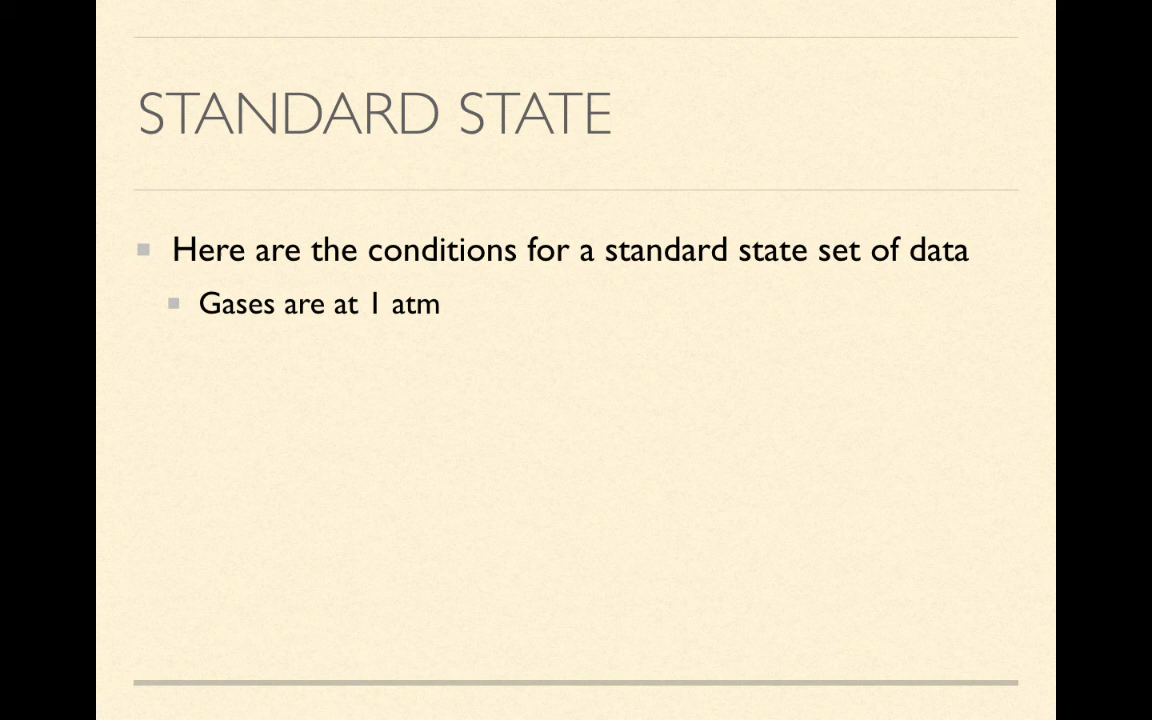 STANDARD STATE
Here are the conditions for a standard state set of data
Gases are at 1 atm